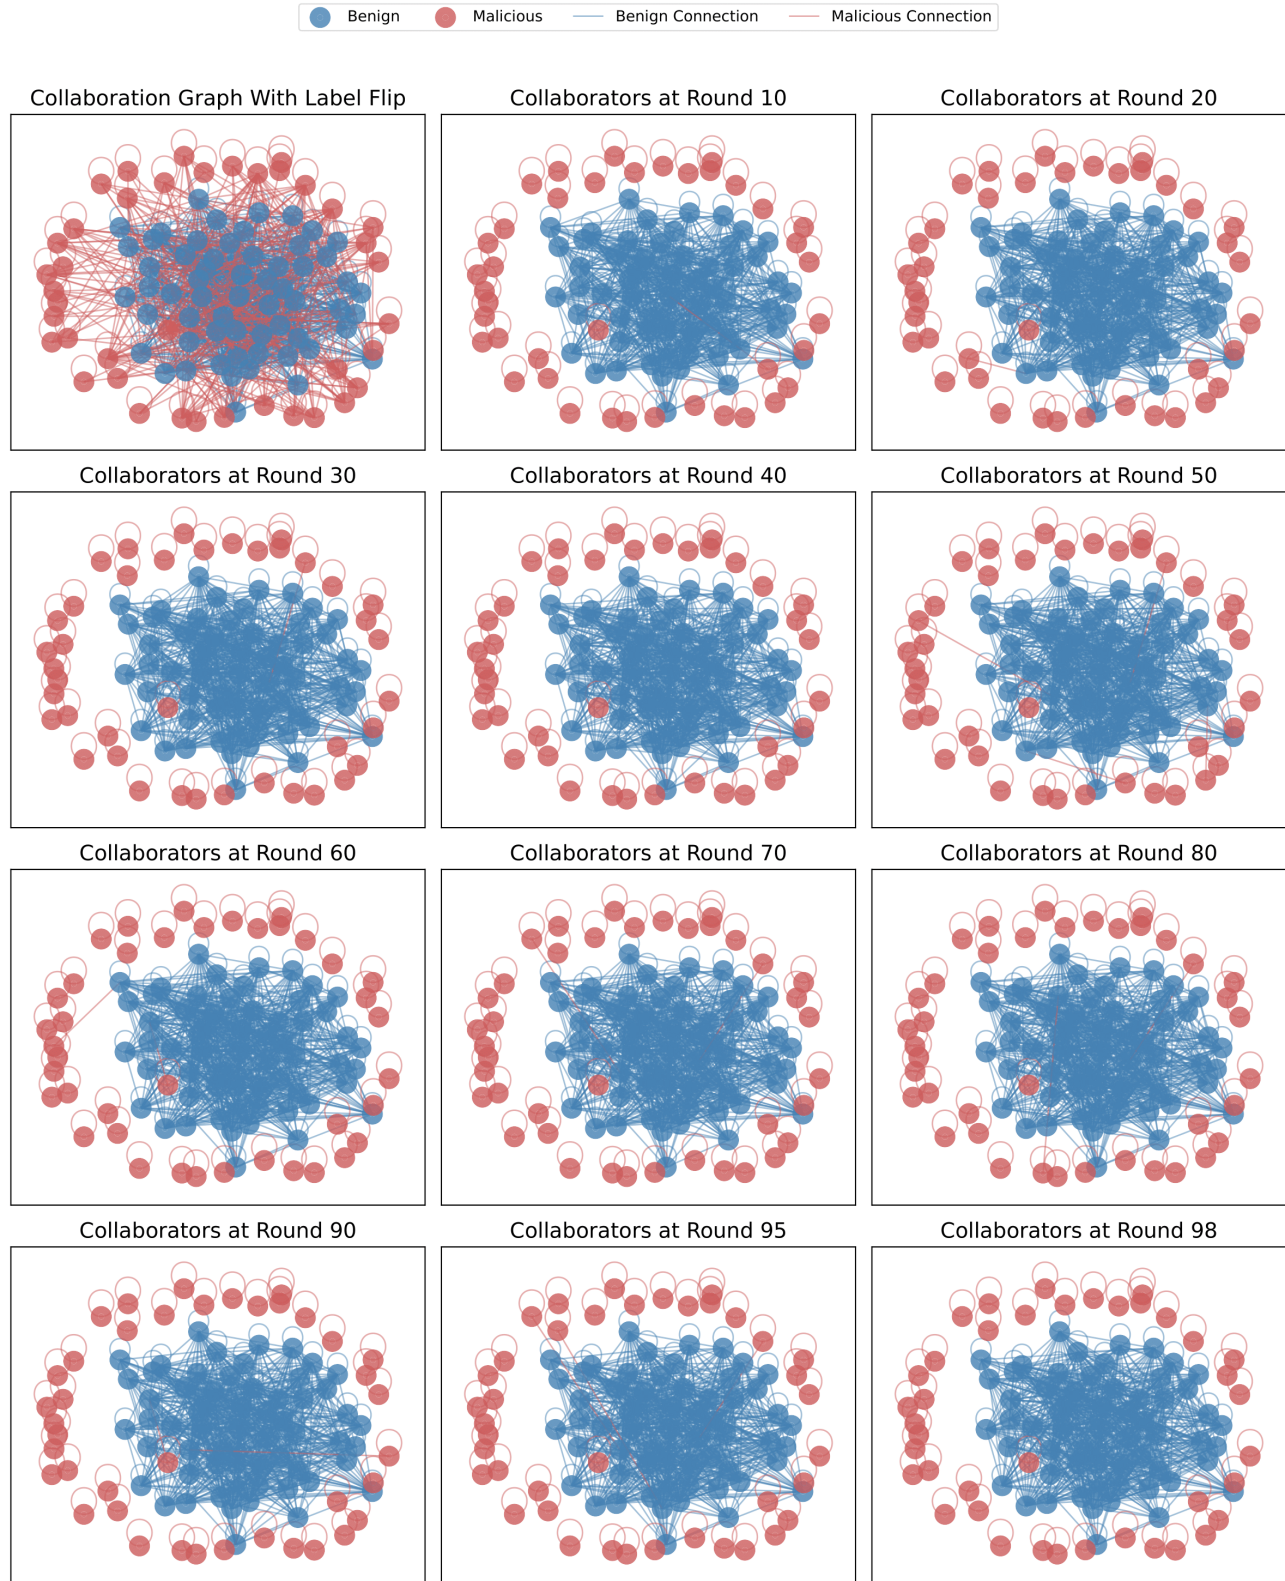 Benign Malicious Benign Connection Malicious Connection
Collaboration Graph With Label Flip
Collaborators at Round 10
Collaborators at Round 20
Collaborators at Round 30
Collaborators at Round 40
Collaborators at Round 50
Collaborators at Round 60
Collaborators at Round 70
Collaborators at Round 80
Collaborators at Round 90
Collaborators at Round 95
Collaborators at Round 98